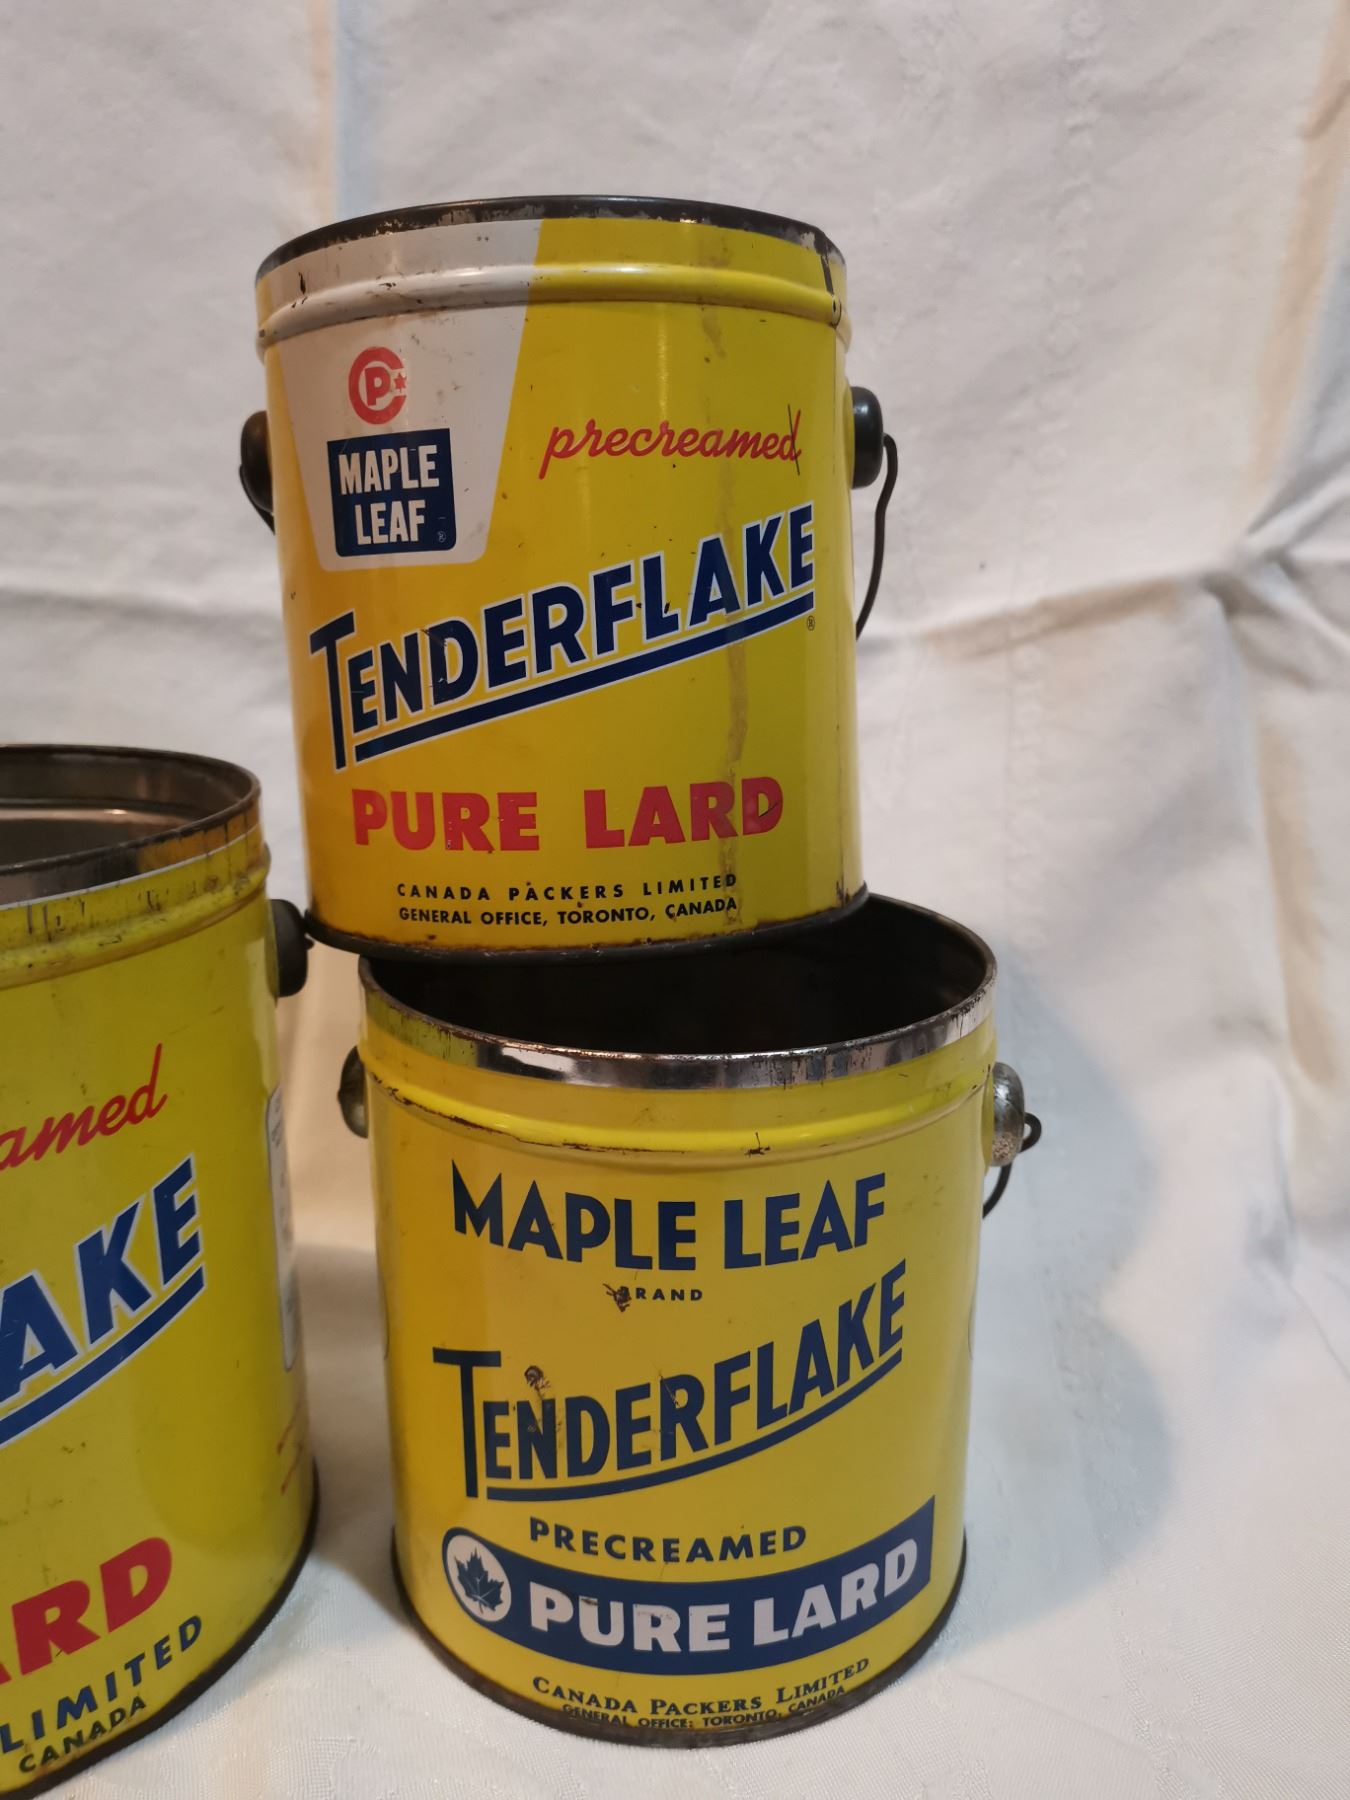 CP
MAPLE
LEAF ®
precreamed
TENDERFLAKE ®
PURE LARD
CANADA PACKERS LIMITED
GENERAL OFFICE, TORONTO, CANADA
MAPLE LEAF
BRAND
TENDERFLAKE
PRECREAMED
PURE LARD
CANADA PACKERS LIMITED
GENERAL OFFICE: TORONTO, CANADA
amed
AKE
ARD
LIMITED
CANADA